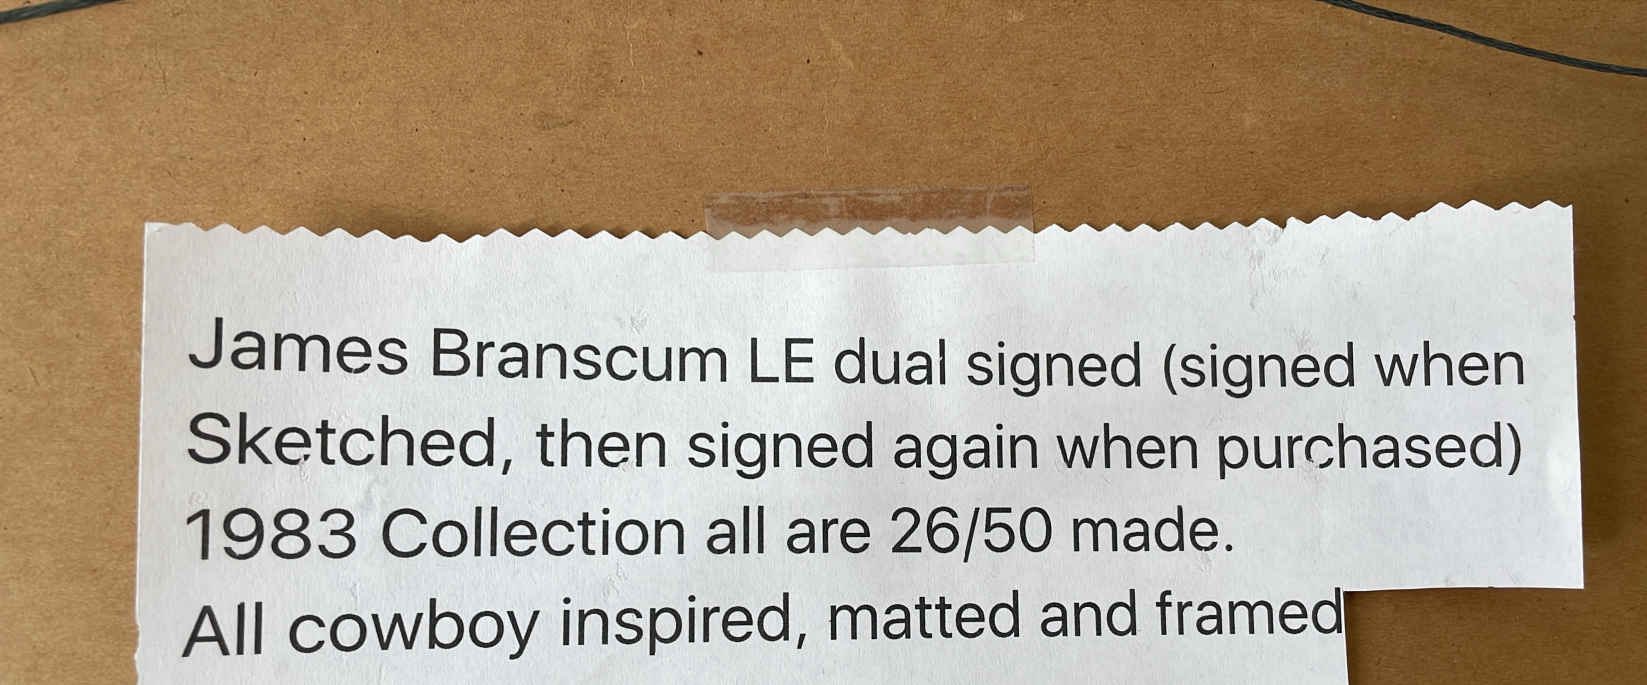 James Branscum LE dual signed (signed when
Sketched, then signed again when purchased)
1983 Collection all are 26/50 made.
All cowboy inspired, matted and framed